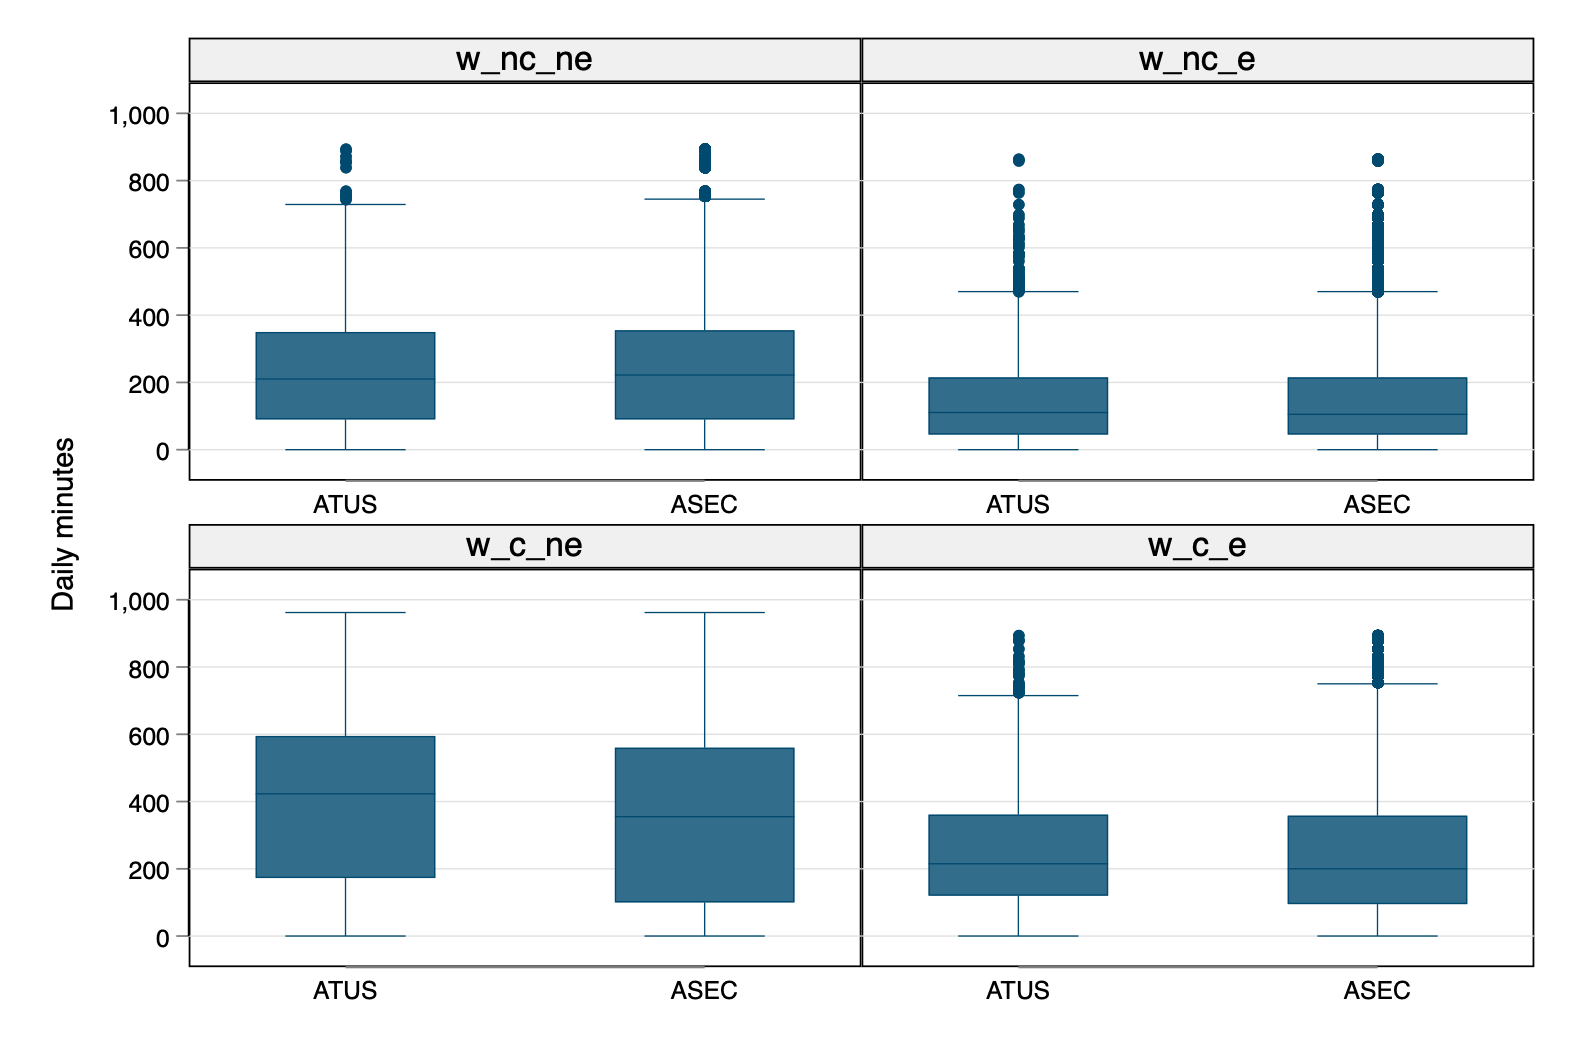 Daily minutes
w_nc_ne
w_nc_e
1,000
800
600
400
200
0
ATUS
ASEC
ATUS
ASEC
w_c_ne
w_c_e
1,000
800
600
400
200
0
ATUS
ASEC
ATUS
ASEC